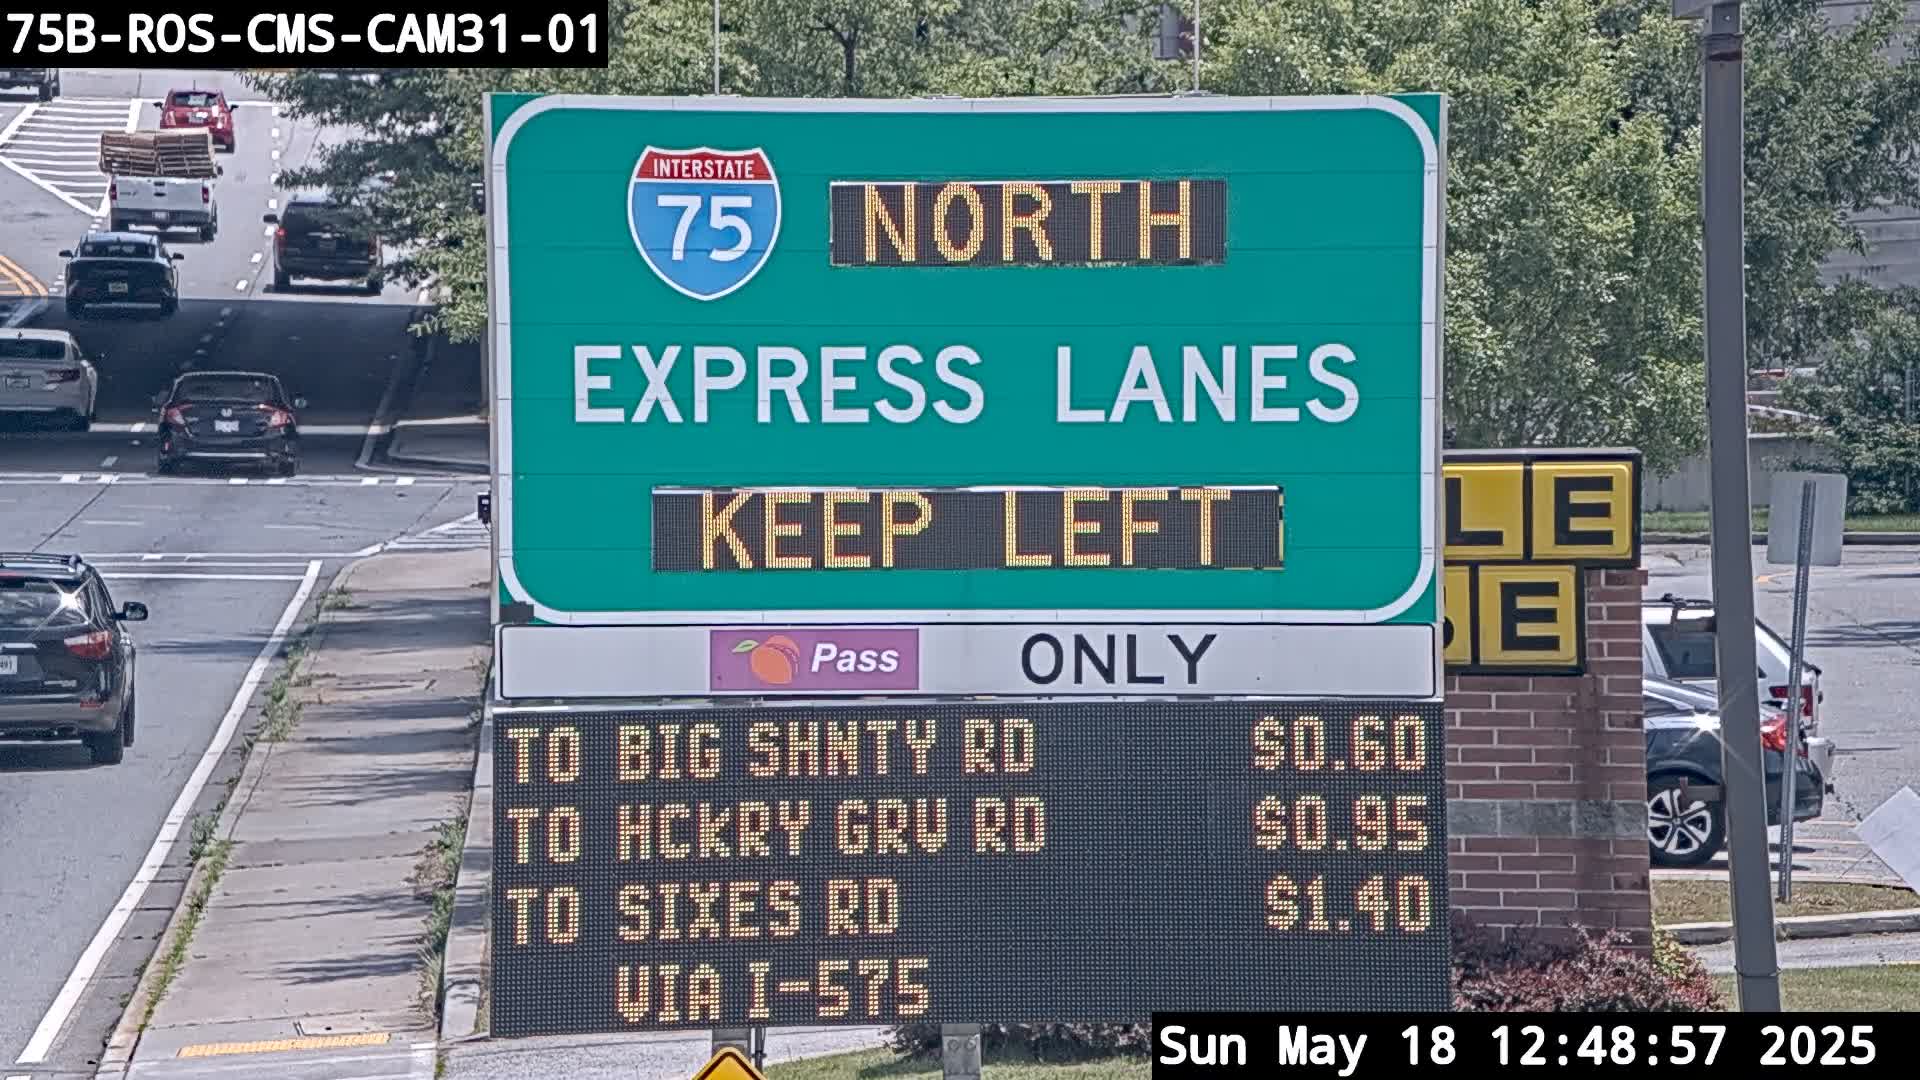 75B-ROS-CMS-CAM31-01
INTERSTATE
75
NORTH
EXPRESS LANES
KEEP LEFT
Pass ONLY
LE
E
TO BIG SHNTY RD $0.60
TO HCKRY GRV RD $0.95
TO SIXES RD $1.40
VIA I-575
Sun May 18 12:48:57 2025